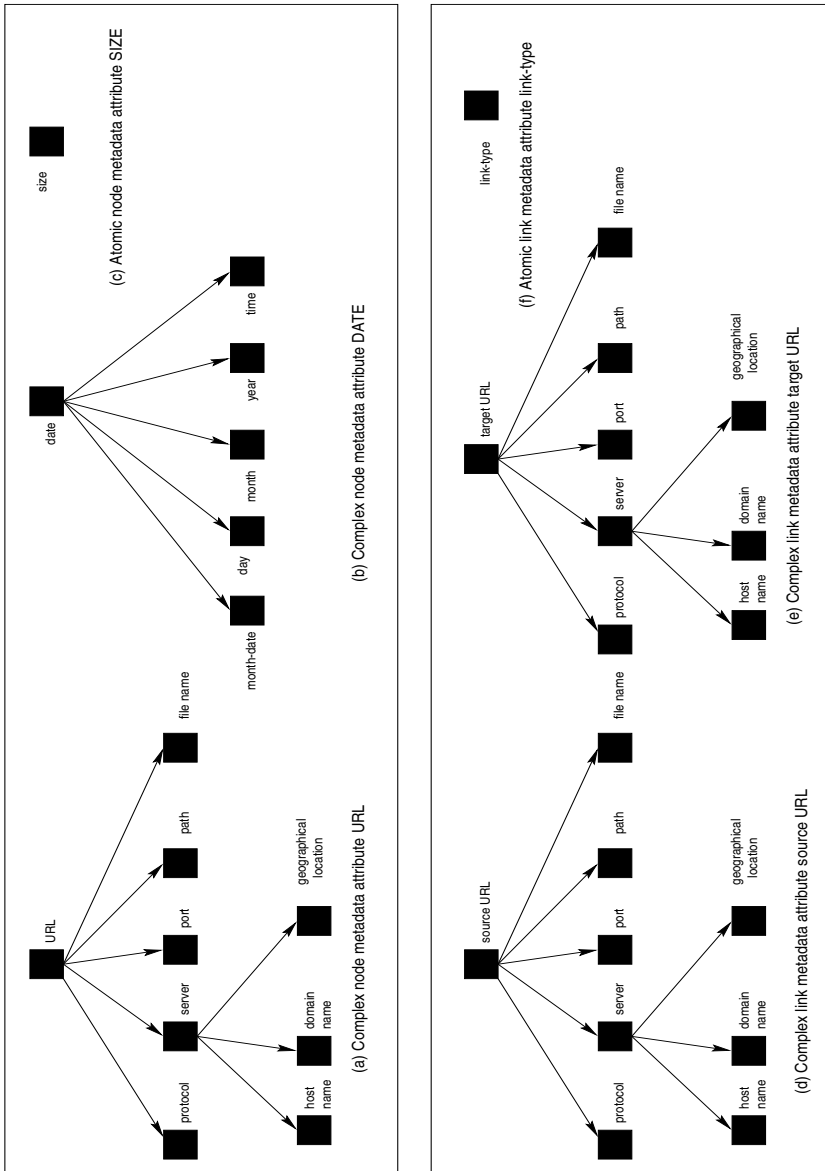 URL
protocol
server
port
path
file name
host
name
domain
name
geographical
location
(a) Complex node metadata attribute URL
date
month-date
day
month
year
time
(b) Complex node metadata attribute DATE
size
(c) Atomic node metadata attribute SIZE
source URL
protocol
server
port
path
file name
host
name
domain
name
geographical
location
(d) Complex link metadata attribute source URL
target URL
protocol
server
port
path
file name
host
name
domain
name
geographical
location
(e) Complex link metadata attribute target URL
link-type
(f) Atomic link metadata attribute link-type